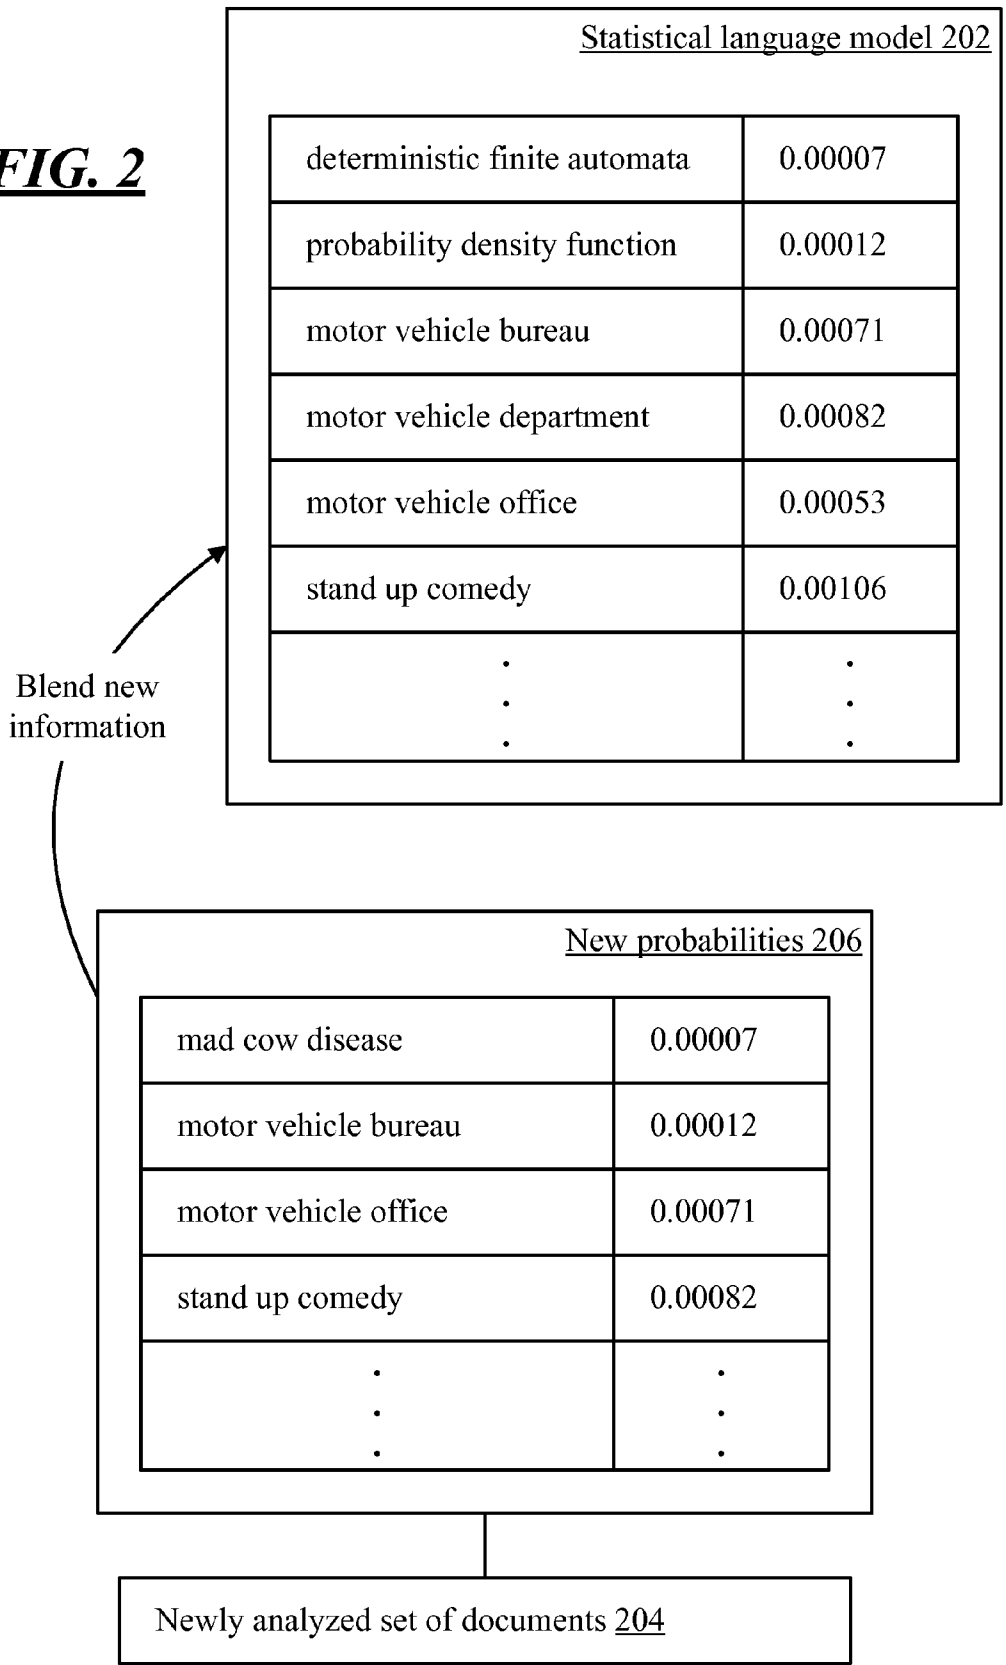 Statistical language model 202
FIG. 2
deterministic finite automata 0.00007
probability density function 0.00012
motor vehicle bureau 0.00071
motor vehicle department 0.00082
motor vehicle office 0.00053
stand up comedy 0.00106
Blend new
information
New probabilities 206
mad cow disease 0.00007
motor vehicle bureau 0.00012
motor vehicle office 0.00071
stand up comedy 0.00082
Newly analyzed set of documents 204